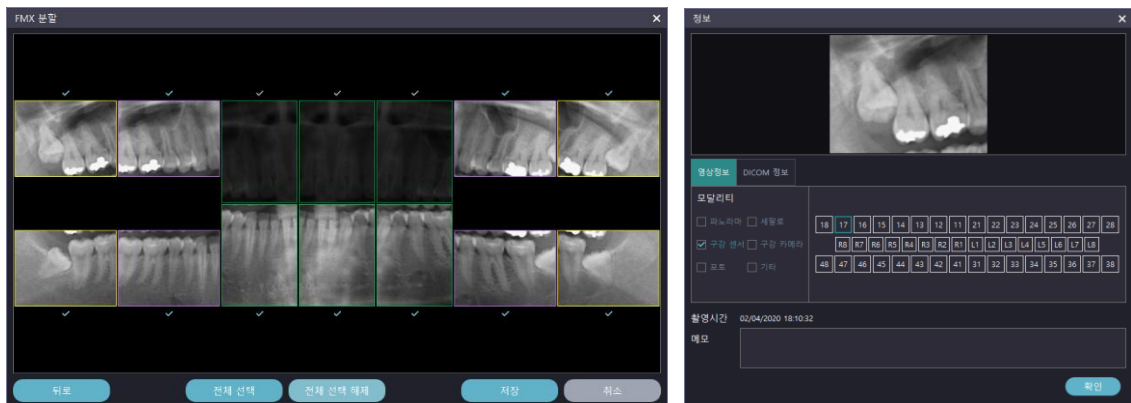 FMX 분할
뒤로
전체 선택
전체 선택 해제
저장
취소
정보
영상정보
DICOM 정보
모달리티
파노라마 세팔로
구강 센서 구강 카메라
포토 기타
18 17 16 15 14 13 12 11 21 22 23 24 25 26 27 28
R8 R7 R6 R5 R4 R3 R2 R1 L1 L2 L3 L4 L5 L6 L7 L8
48 47 46 45 44 43 42 41 31 32 33 34 35 36 37 38
촬영시간 02/04/2020 18:10:32
메모
확인